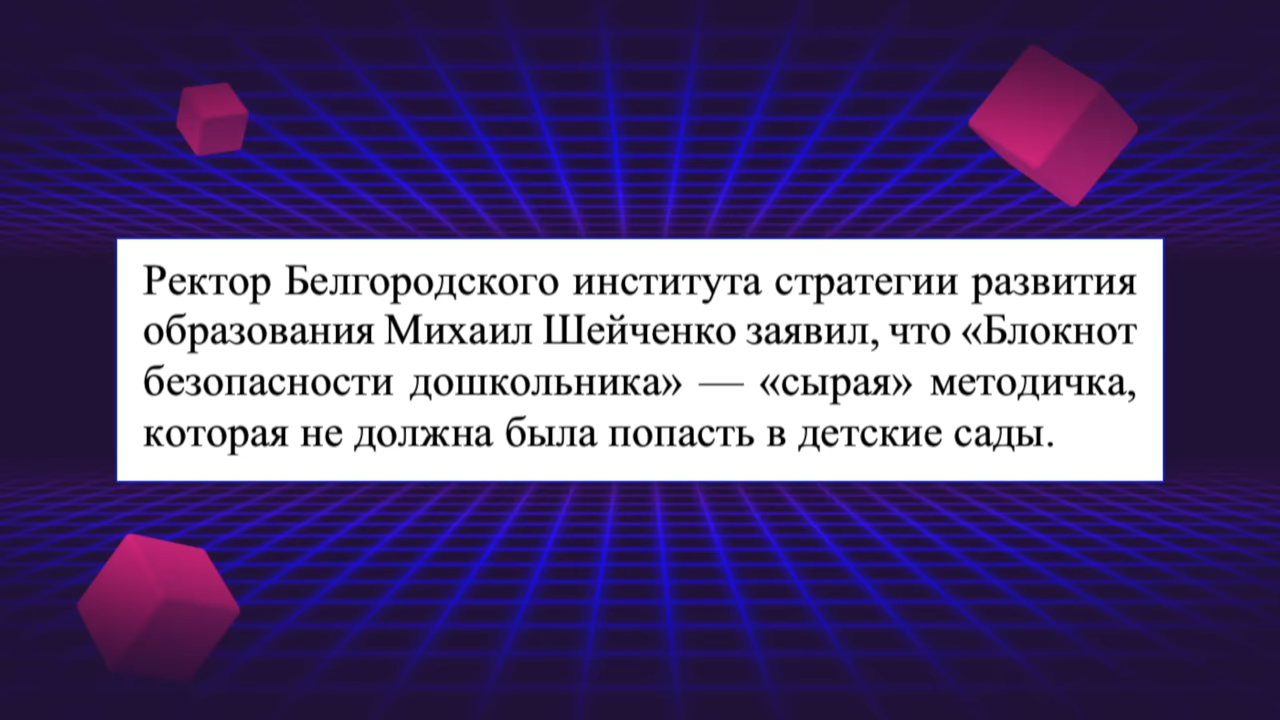 Ректор Белгородского института стратегии развития
образования Михаил Шейченко заявил, что «Блокнот
безопасности дошкольника» — «сырая» методичка,
которая не должна была попасть в детские сады.